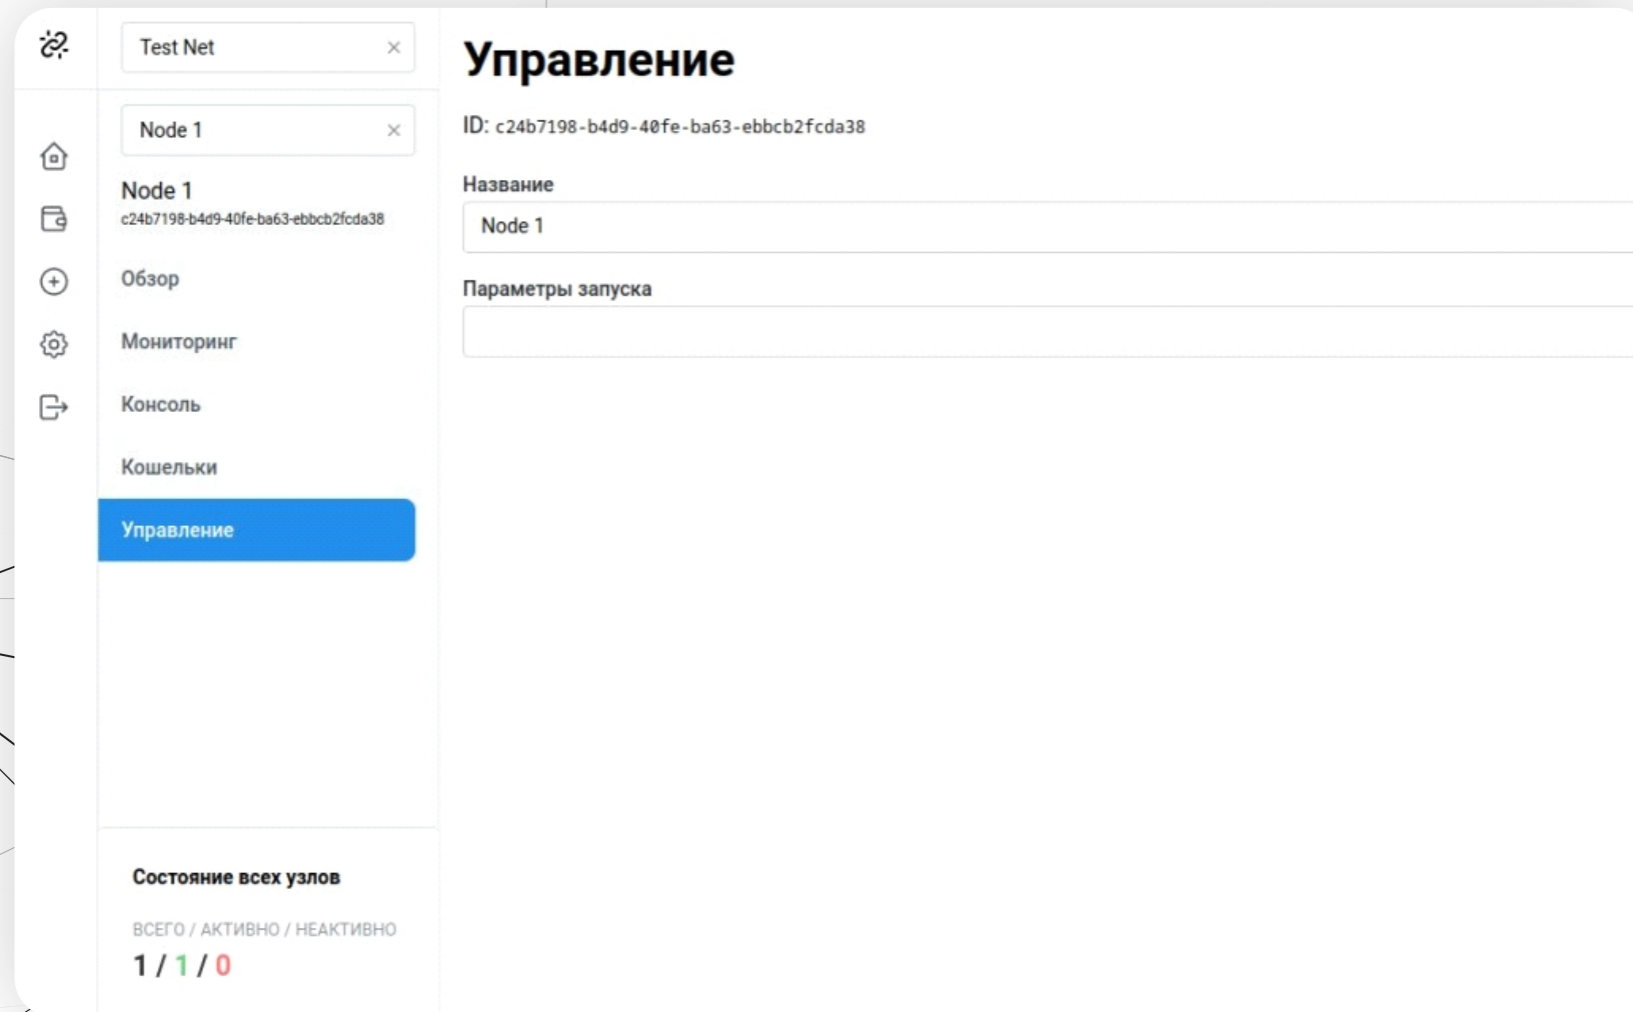 Test Net
Node 1
Node 1
c24b7198-b4d9-40fe-ba63-ebbcb2fcda38
Обзор
Мониторинг
Консоль
Кошельки
Управление
Состояние всех узлов
ВСЕГО / АКТИВНО / НЕАКТИВНО
1 / 1 / 0
Управление
ID: c24b7198-b4d9-40fe-ba63-ebbcb2fcda38
Название
Node 1
Параметры запуска